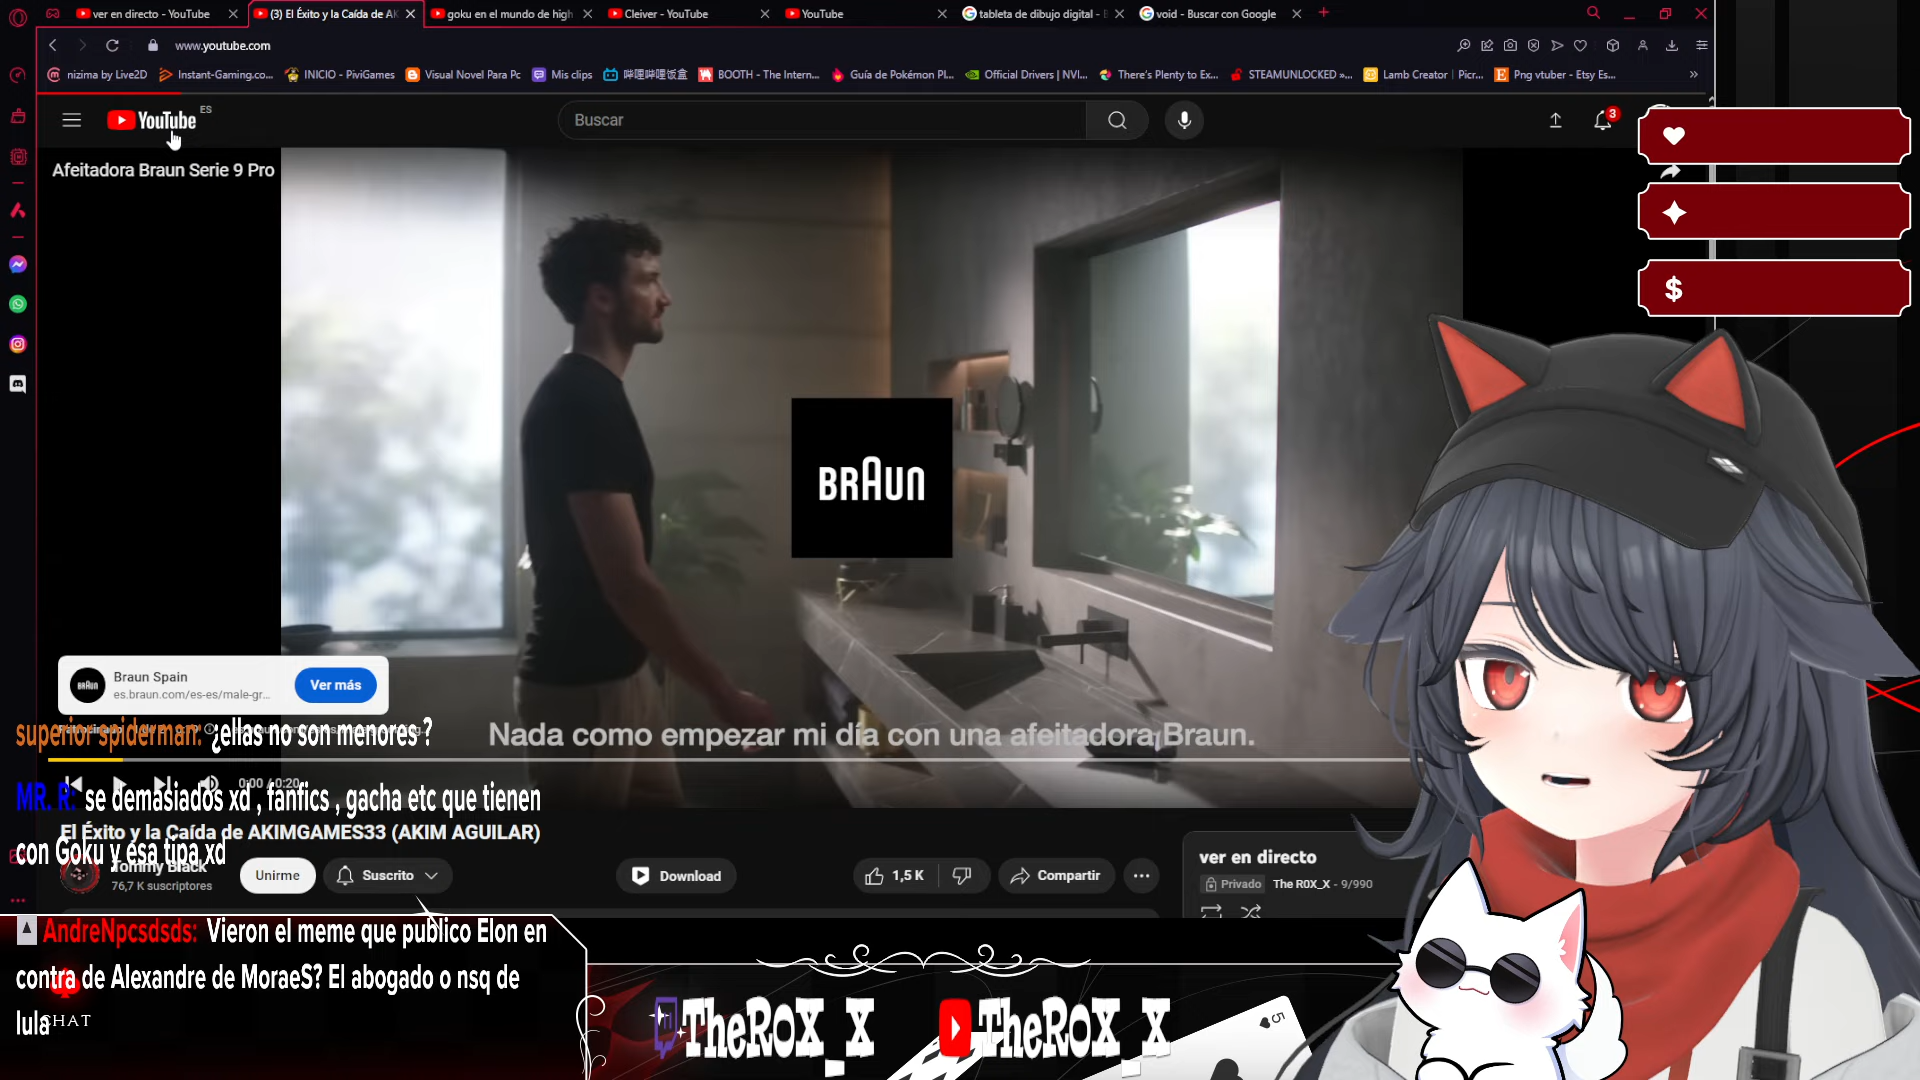 ver en directo - YouTube
(3) El Éxito y la Caída de AK
goku en el mundo de high
Cleiver - YouTube
YouTube
tableta de dibujo digital -
void - Buscar con Google
www.youtube.com
nizima by Live2D
Instant-Gaming.co...
INICIO - PiviGames
Visual Novel Para Pc
Mis clips
哔哩哔哩饭盒
BOOTH - The Intern...
Guía de Pokémon Pl...
Official Drivers | NVI...
There's Plenty to Ex...
STEAMUNLOCKED »...
Lamb Creator | Picr...
Png vtuber - Etsy Es...
YouTube ES
Buscar
3
Afeitadora Braun Serie 9 Pro
BRAUN
Braun Spain
es.braun.com/es-es/male-gr...
Ver más
superior spiderman: ¿ellas no son menores ?
Nada como empezar mi día con una afeitadora Braun.
0:00 / 0:20
MR. R: se demasiados xd , fanfics , gacha etc que tienen
con Goku y ésa tipa xd
El Éxito y la Caída de AKIMGAMES33 (AKIM AGUILAR)
Tommy Black
76,7 K suscriptores
Unirme
Suscrito
Download
1,5 K
Compartir
ver en directo
Privado
The R0X_X - 9/990
AndreNpcsdsds: Vieron el meme que publico Elon en
contra de Alexandre de MoraeS? El abogado o nsq de
lula
CHAT
TheROX_X
TheROX_X
5